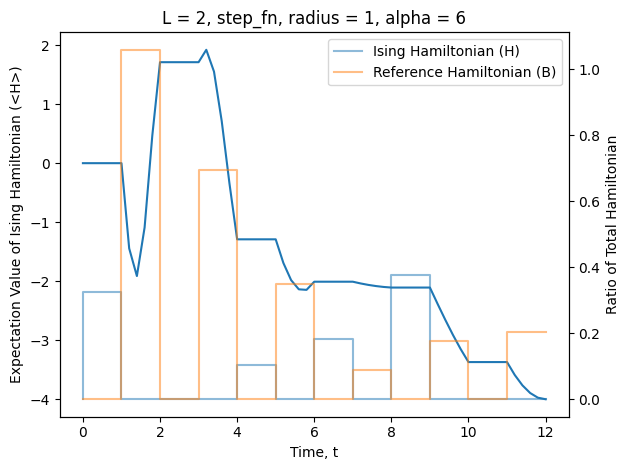 L = 2, step_fn, radius = 1, alpha = 6
Ising Hamiltonian (H)
Reference Hamiltonian (B)
Expectation Value of Ising Hamiltonian (<H>)
2
1
0
−1
−2
−3
−4
1.0
0.8
0.6
0.4
0.2
0.0
Ratio of Total Hamiltonian
0 2 4 6 8 10 12
Time, t